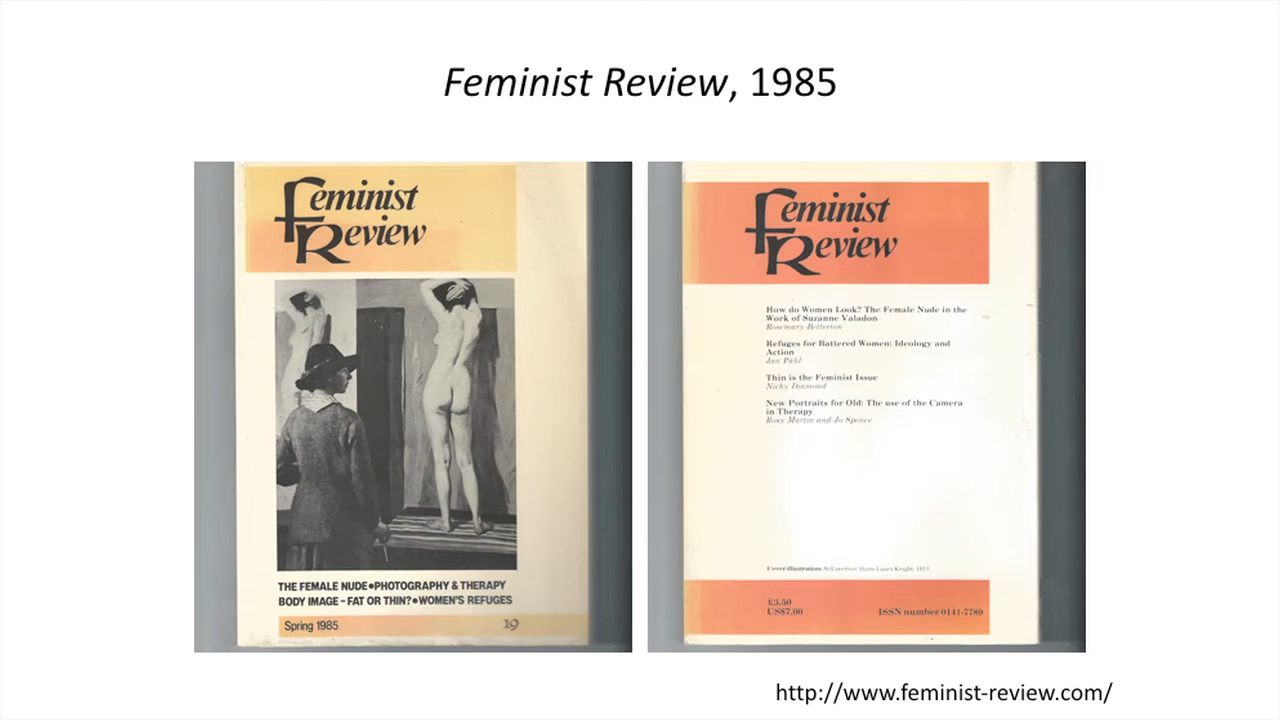 Feminist Review, 1985
Feminist
Review
THE FEMALE NUDE•PHOTOGRAPHY & THERAPY
BODY IMAGE–FAT OR THIN?•WOMEN'S REFUGES
Spring 1985 19
Feminist
Review
How do Women Look? The Female Nude in the
Work of Suzanne Valadon
Rosemary Betterton
Refuges for Battered Women: Ideology and
Action
Jan Pahl
Thin is the Feminist Issue
Nicky Diamond
New Portraits for Old: The use of the Camera
in Therapy
Rosy Martin and Jo Spence
Cover illustration: Self portrait, Dame Laura Knight, 1913
£3.50
US$7.00 ISSN number 0141-7789
http://www.feminist-review.com/